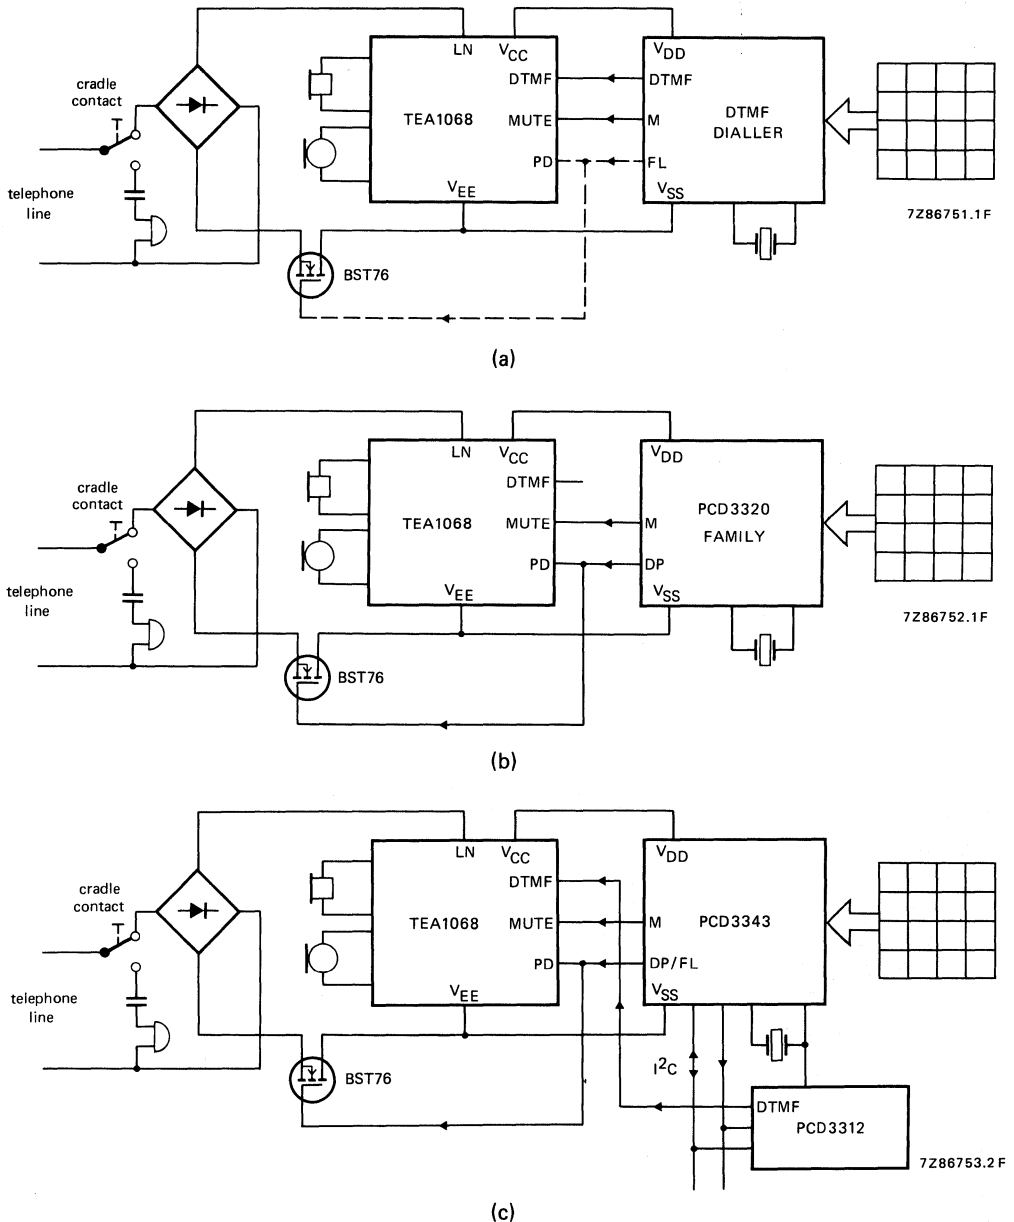 LN
VCC
VDD
DTMF
DTMF
cradle
contact
TEA1068
MUTE
M
DTMF
DIALLER
PD
FL
VEE
VSS
telephone
line
7Z86751.1F
BST76
(a)
LN
VCC
VDD
DTMF
cradle
contact
TEA1068
MUTE
M
PCD3320
FAMILY
PD
DP
VEE
VSS
telephone
line
7Z86752.1F
BST76
(b)
LN
VCC
VDD
DTMF
cradle
contact
TEA1068
MUTE
M
PCD3343
PD
DP/FL
VEE
VSS
telephone
line
I2C
BST76
DTMF
PCD3312
7Z86753.2F
(c)